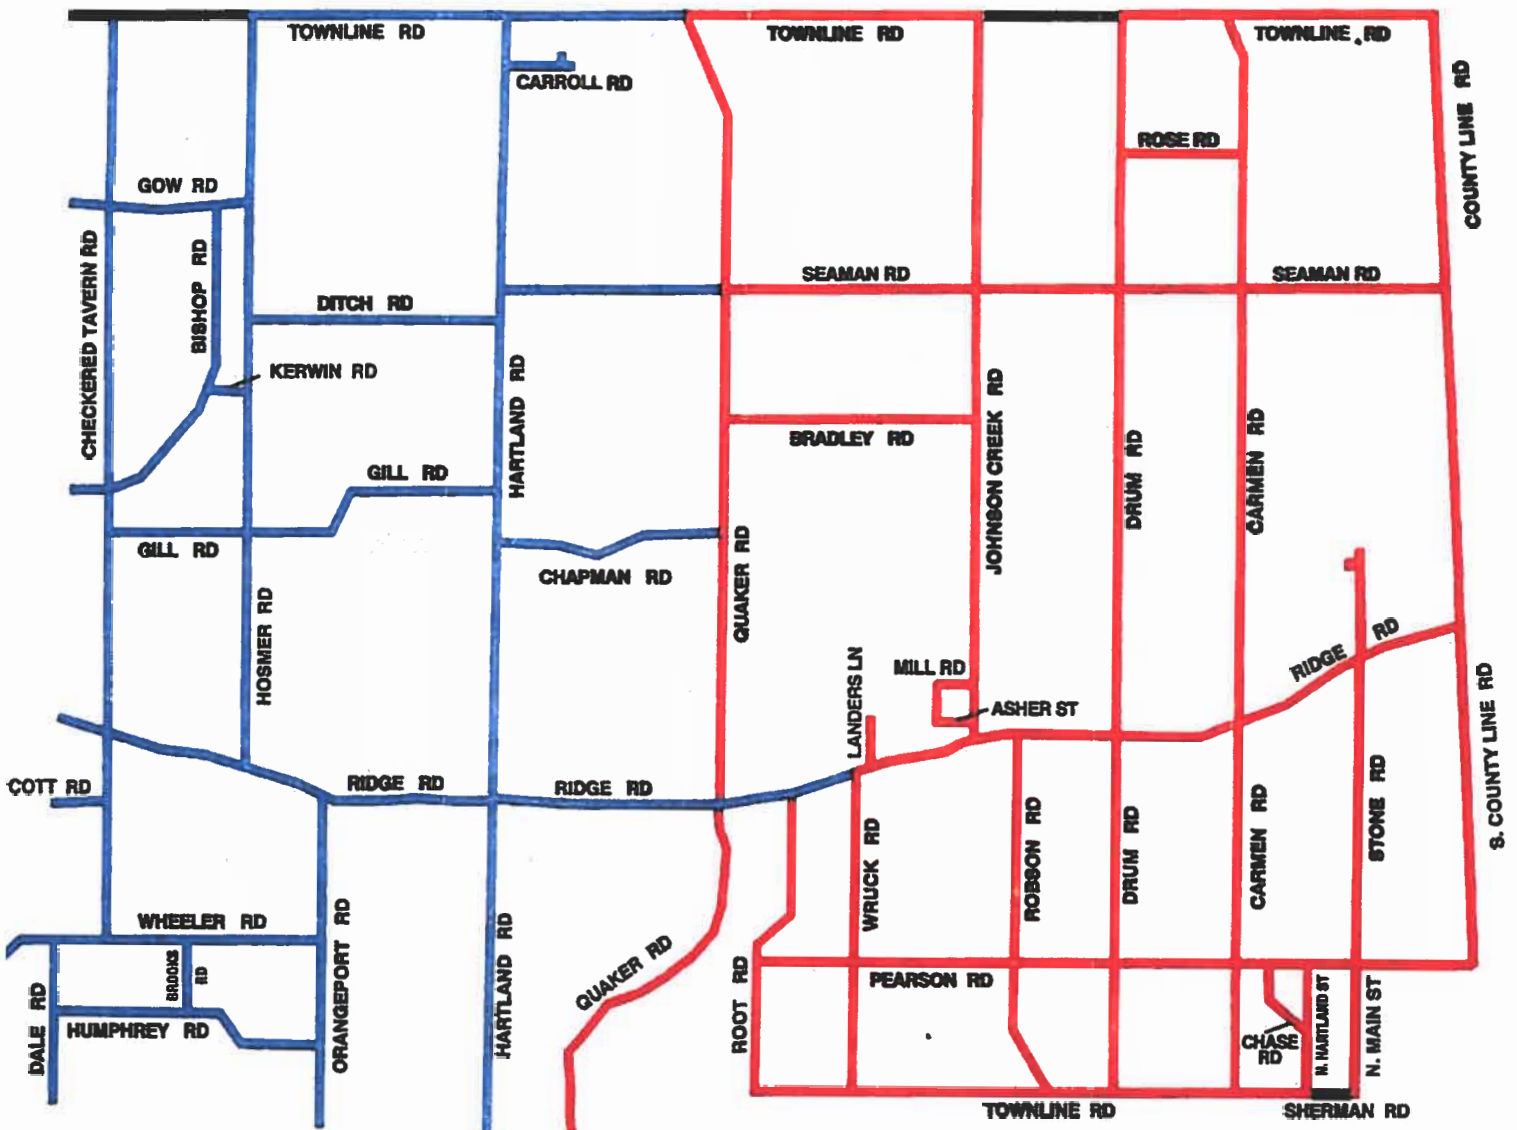 TOWNLINE RD
TOWNLINE RD
TOWNLINE RD
CARROLL RD
COUNTY LINE RD
ROSE RD
GOW RD
CHECKERED TAVERN RD
BISHOP RD
SEAMAN RD
SEAMAN RD
DITCH RD
KERWIN RD
HARTLAND RD
JOHNSON CREEK RD
BRADLEY RD
DRUM RD
CARMEN RD
GILL RD
GILL RD
CHAPMAN RD
QUAKER RD
HOSMER RD
RIDGE RD
LANDERS LN
MILL RD
ASHER ST
S. COUNTY LINE RD
COTT RD
RIDGE RD
RIDGE RD
WRUCK RD
ROBSON RD
DRUM RD
CARMEN RD
STONE RD
WHEELER RD
ORANGEPORT RD
HARTLAND RD
QUAKER RD
ROOT RD
PEARSON RD
BROOKS
RD
DALE RD
HUMPHREY RD
CHASE
RD
N. HARTLAND ST
N. MAIN ST
TOWNLINE RD
SHERMAN RD